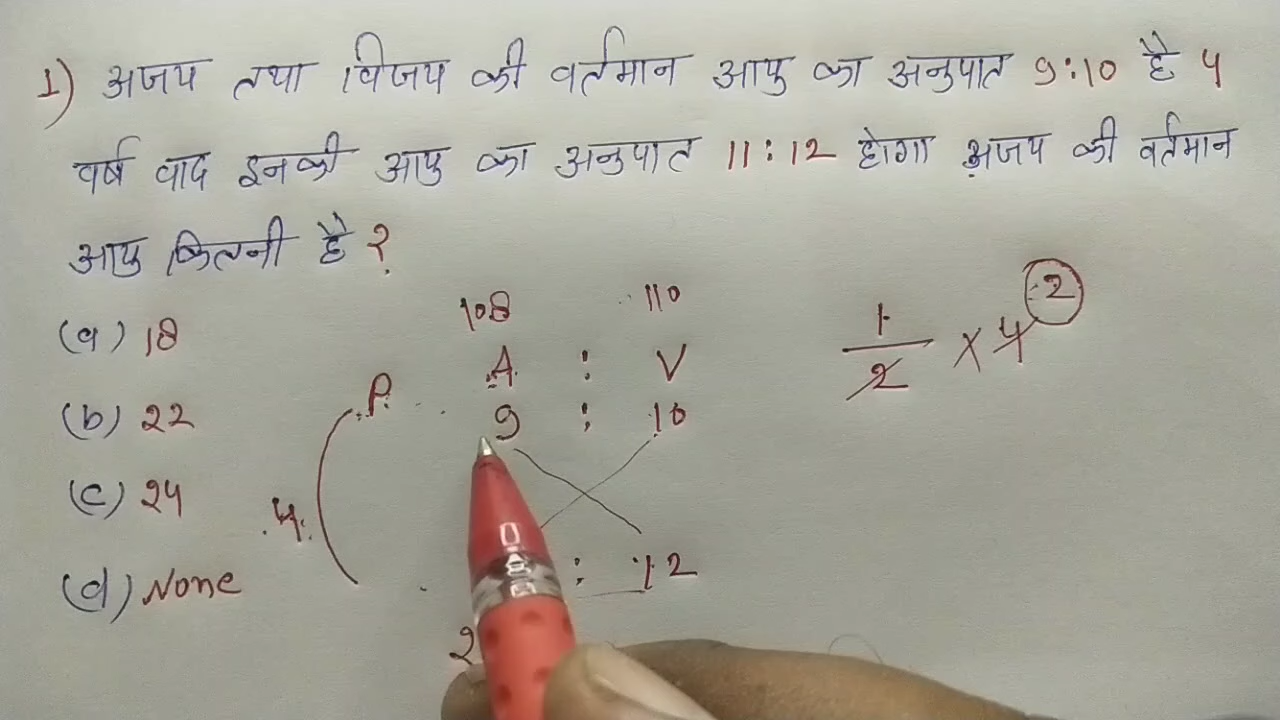 1) अजय तथा विजय की वर्तमान आयु का अनुपात 9:10 है 4
वर्ष वाद इनकी आयु का अनुपात 11:12 होगा अजय की वर्तमान
आयु कितनी है ?
(a) 18
(b) 22
(c) 24
(d) None
108 110
A : V
P 9 : 10
4
: 12
2
1/2 × 4 2